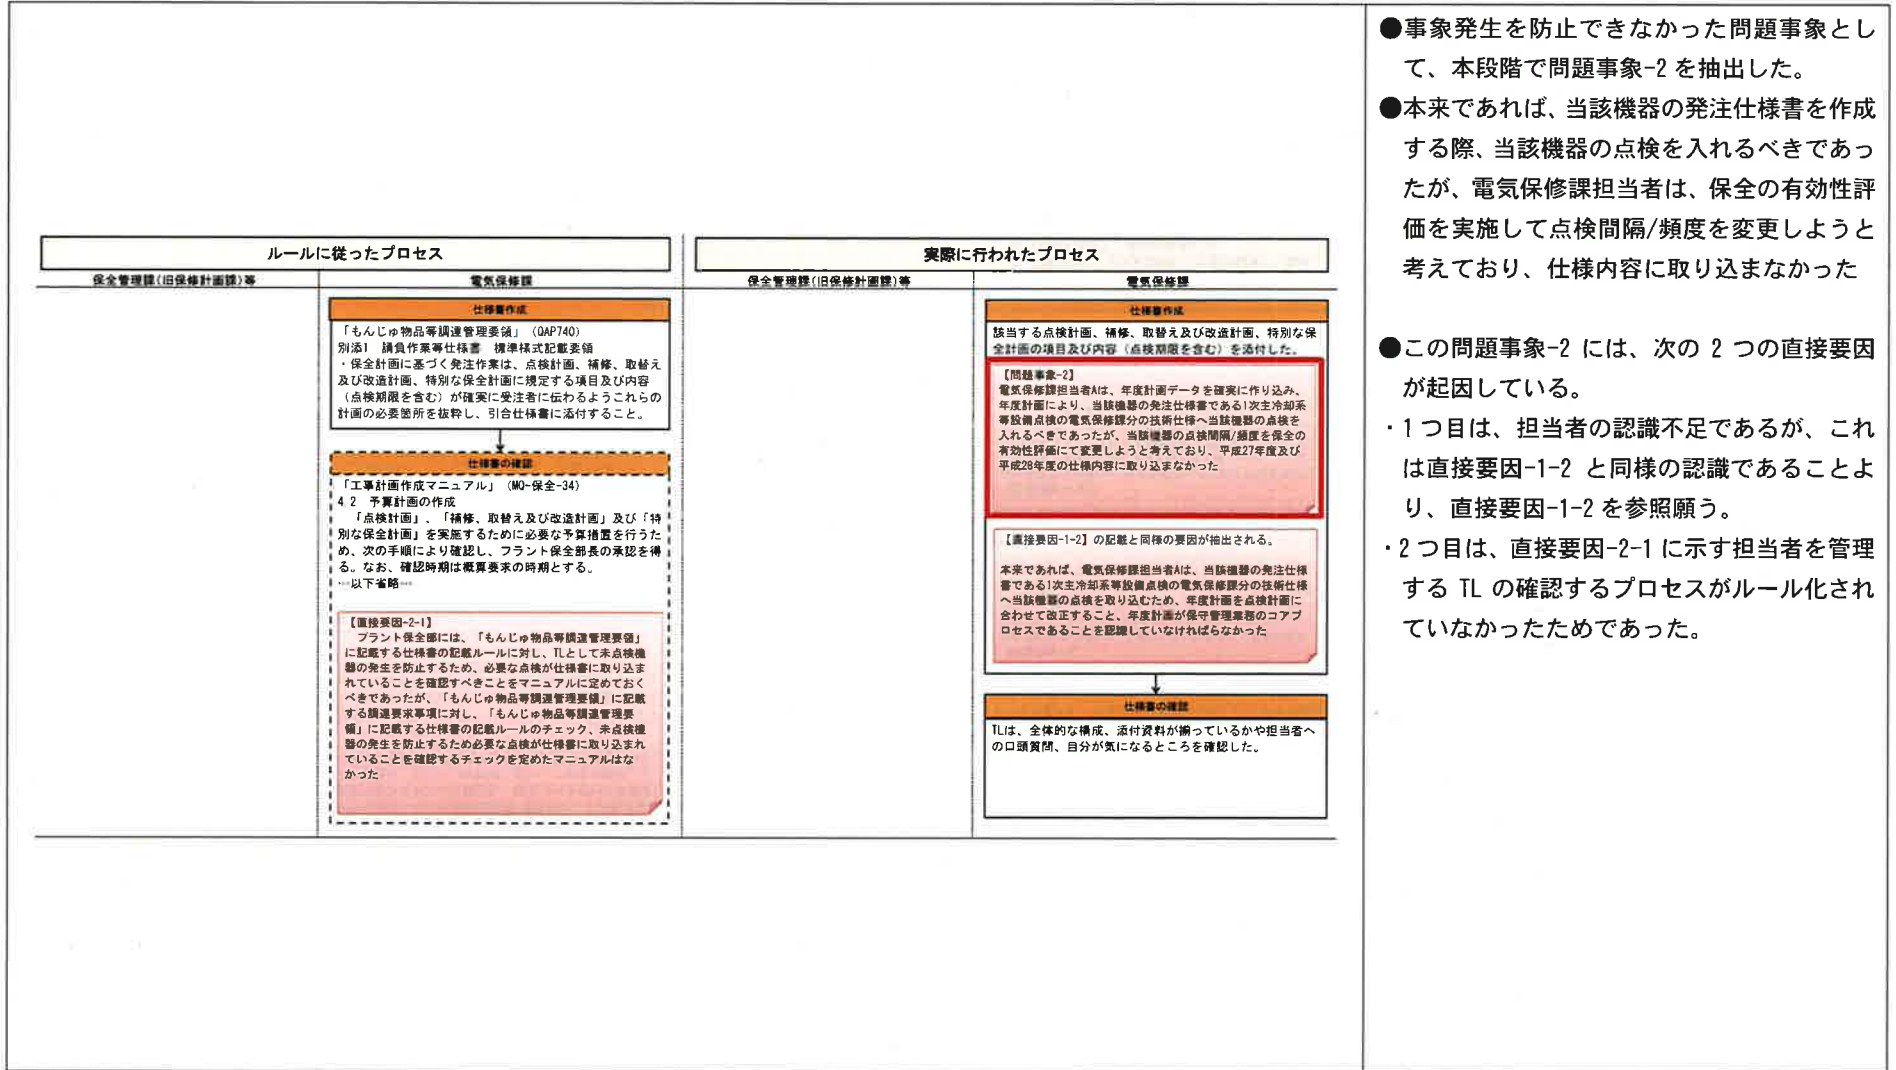 ルールに従ったプロセス
保全管理課(旧保修計画課)等
電気保修課
仕様書作成
「もんじゅ物品等調達管理要領」（QAP740)
別添1　請負作業等仕様書　標準様式記載要領
・保全計画に基づく発注作業は、点検計画、補修、取替え
及び改造計画、特別な保全計画に規定する項目及び内容
（点検期限を含む）が確実に受注者に伝わるようこれらの
計画の必要箇所を抜粋し、引合仕様書に添付すること。
仕様書の確認
「工事計画作成マニュアル」（MQ-保全-34)
4.2　予算計画の作成
「点検計画」、「補修、取替え及び改造計画」及び「特
別な保全計画」を実施するために必要な予算措置を行うた
め、次の手順により確認し、プラント保全部長の承認を得
る。なお、確認時期は概算要求の時期とする。
…以下省略…
【直接要因-2-1】
プラント保全部には、「もんじゅ物品等調達管理要領」
に記載する仕様書の記載ルールに対し、TLとして未点検機
器の発生を防止するため、必要な点検が仕様書に取り込ま
れていることを確認すべきことをマニュアルに定めておく
べきであったが、「もんじゅ物品等調達管理要領」に記載
する調達要求事項に対し、「もんじゅ物品等調達管理要
領」に記載する仕様書の記載ルールのチェック、未点検機
器の発生を防止するため必要な点検が仕様書に取り込まれ
ていることを確認するチェックを定めたマニュアルはな
かった
実際に行われたプロセス
保全管理課(旧保修計画課)等
電気保修課
仕様書作成
該当する点検計画、補修、取替え及び改造計画、特別な保
全計画の項目及び内容（点検期限を含む）を添付した。
【問題事象-2】
電気保修課担当者Aは、年度計画データを確実に作り込み、
年度計画により、当該機器の発注仕様書である1次主冷却系
等設備点検の電気保修課分の技術仕様へ当該機器の点検を
入れるべきであったが、当該機器の点検間隔/頻度を保全の
有効性評価にて変更しようと考えており、平成27年度及び
平成28年度の仕様内容に取り込まなかった
【直接要因-1-2】の記載と同様の要因が抽出される。
本来であれば、電気保修課担当者Aは、当該機器の発注仕様
書である1次主冷却系等設備点検の電気保修課分の技術仕様
へ当該機器の点検を取り込むため、年度計画を点検計画に
合わせて改正すること、年度計画が保守管理業務のコアプ
ロセスであることを認識していなければらなかった
仕様書の確認
TLは、全体的な構成、添付資料が揃っているかや担当者へ
の口頭質問、自分が気になるところを確認した。
●事象発生を防止できなかった問題事象とし
て、本段階で問題事象-2 を抽出した。
●本来であれば、当該機器の発注仕様書を作成
する際、当該機器の点検を入れるべきであっ
たが、電気保修課担当者は、保全の有効性評
価を実施して点検間隔/頻度を変更しようと
考えており、仕様内容に取り込まなかった
●この問題事象-2 には、次の 2 つの直接要因
が起因している。
・1 つ目は、担当者の認識不足であるが、これ
は直接要因-1-2 と同様の認識であることよ
り、直接要因-1-2 を参照願う。
・2 つ目は、直接要因-2-1 に示す担当者を管理
する TL の確認するプロセスがルール化され
ていなかったためであった。